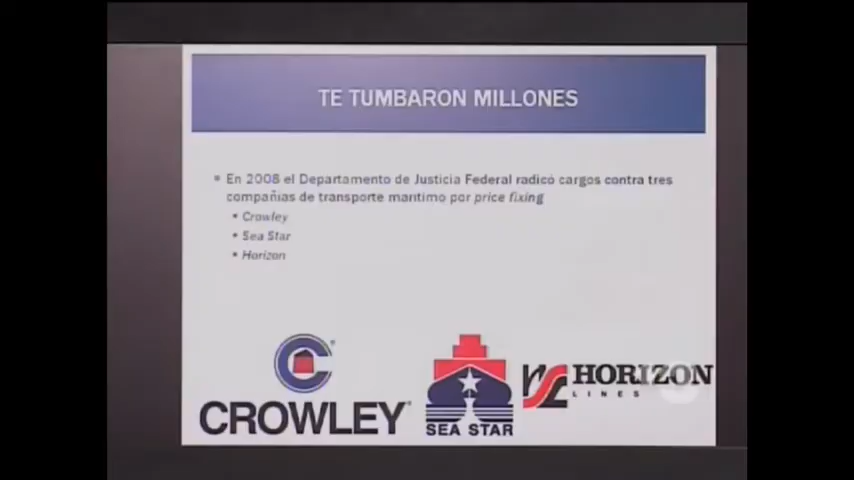 TE TUMBARON MILLONES
▪ En 2008 el Departamento de Justicia Federal radicó cargos contra tres
compañias de transporte marítimo por price fixing
▪ Crowley
▪ Sea Star
▪ Horizon
CROWLEY®
SEA STAR
HORIZON
LINES